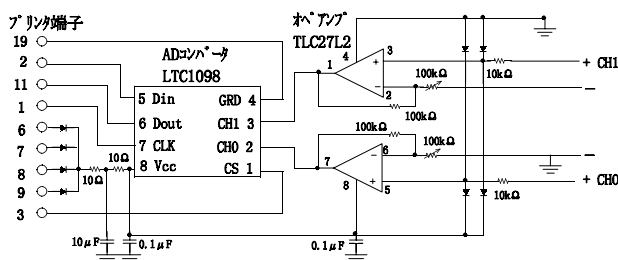 プリンタ端子
オペアンプ
TLC27L2
ADコンバータ
LTC1098
19
2
11
1
6
7
8
9
3
5 Din
6 Dout
7 CLK
8 Vcc
GRD 4
CH1 3
CH0 2
CS 1
10Ω
10Ω
10μF
0.1μF
0.1μF
1
4
3
2
100kΩ
100kΩ
10kΩ
+ CH1
−
100kΩ
100kΩ
7
6
5
8
10kΩ
−
+ CH0